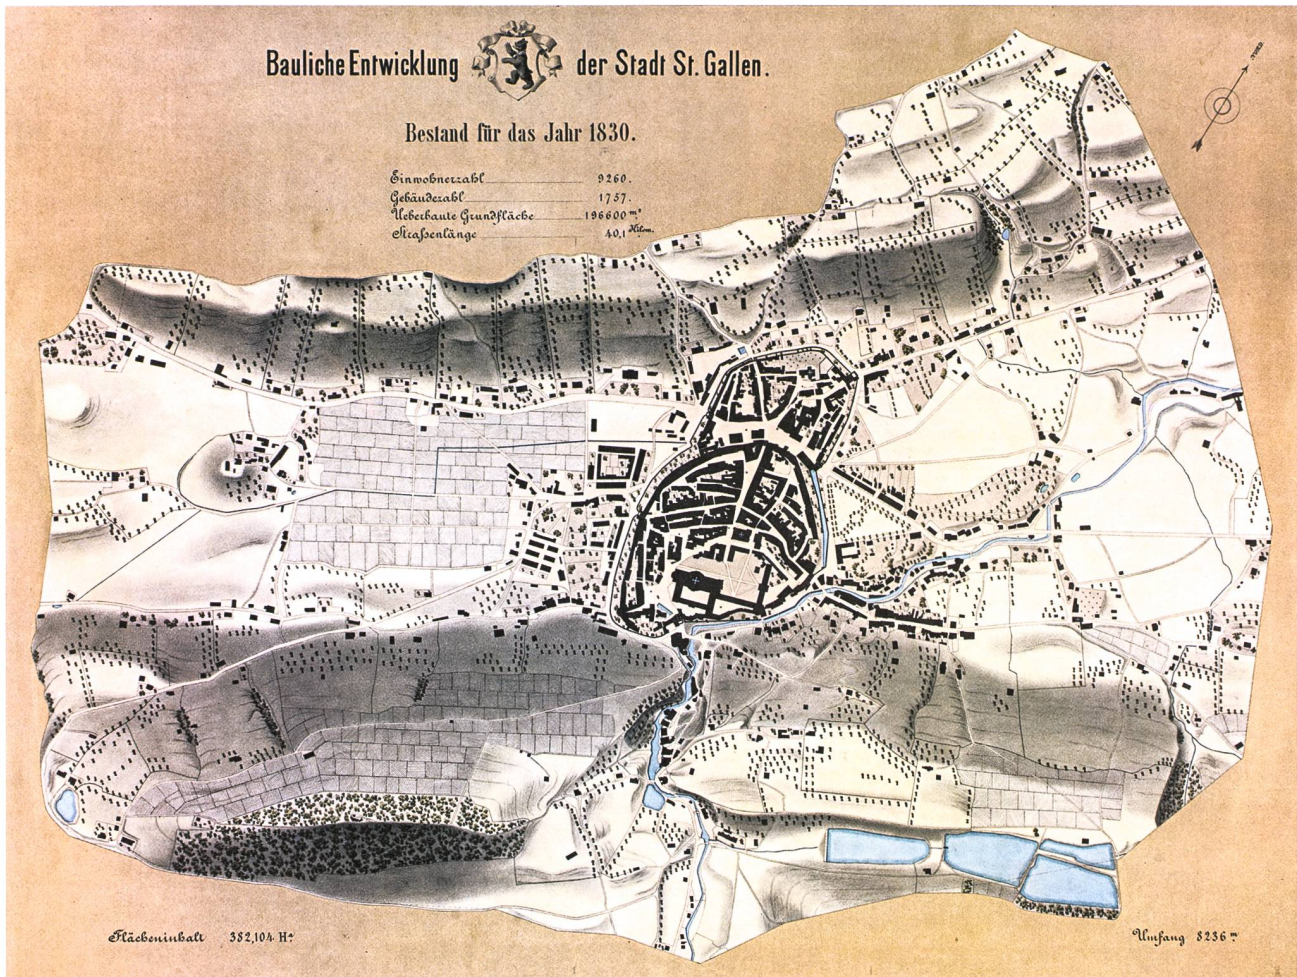 Bauliche Entwicklung der Stadt St. Gallen.
Bestand für das Jahr 1830.
Einwohnerzahl 9260.
Gebäudezahl 1757.
Ueberbaute Grundfläche 196600 m²
Straßenlänge 40,1 Kilom.
NORD
Flächeninhalt 382,104 Hᵃ
Umfang 8236 m